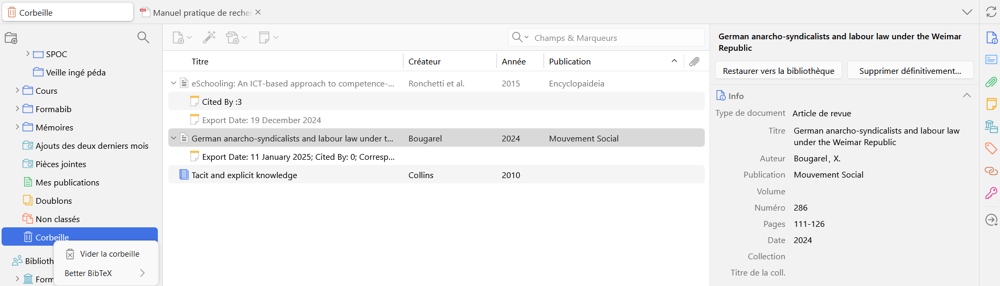 Corbeille
Manuel pratique de reche
SPOC
Veille ingé péda
Cours
Formabib
Mémoires
Ajouts des deux derniers mois
Pièces jointes
Mes publications
Doublons
Non classés
Corbeille
Biblioth
Form
Vider la corbeille
Better BibTeX
Champs & Marqueurs
Titre Créateur Année Publication
eSchooling: An ICT-based approach to competence-... Ronchetti et al. 2015 Encyclopaideia
Cited By :3
Export Date: 19 December 2024
German anarcho-syndicalists and labour law under t... Bougarel 2024 Mouvement Social
Export Date: 11 January 2025; Cited By: 0; Corresp...
Tacit and explicit knowledge Collins 2010
German anarcho-syndicalists and labour law under the Weimar
Republic
Restaurer vers la bibliothèque Supprimer définitivement...
Info
Type de document Article de revue
Titre German anarcho-syndicalists and labour law
under the Weimar Republic
Auteur Bougarel, X.
Publication Mouvement Social
Volume
Numéro 286
Pages 111-126
Date 2024
Collection
Titre de la coll.